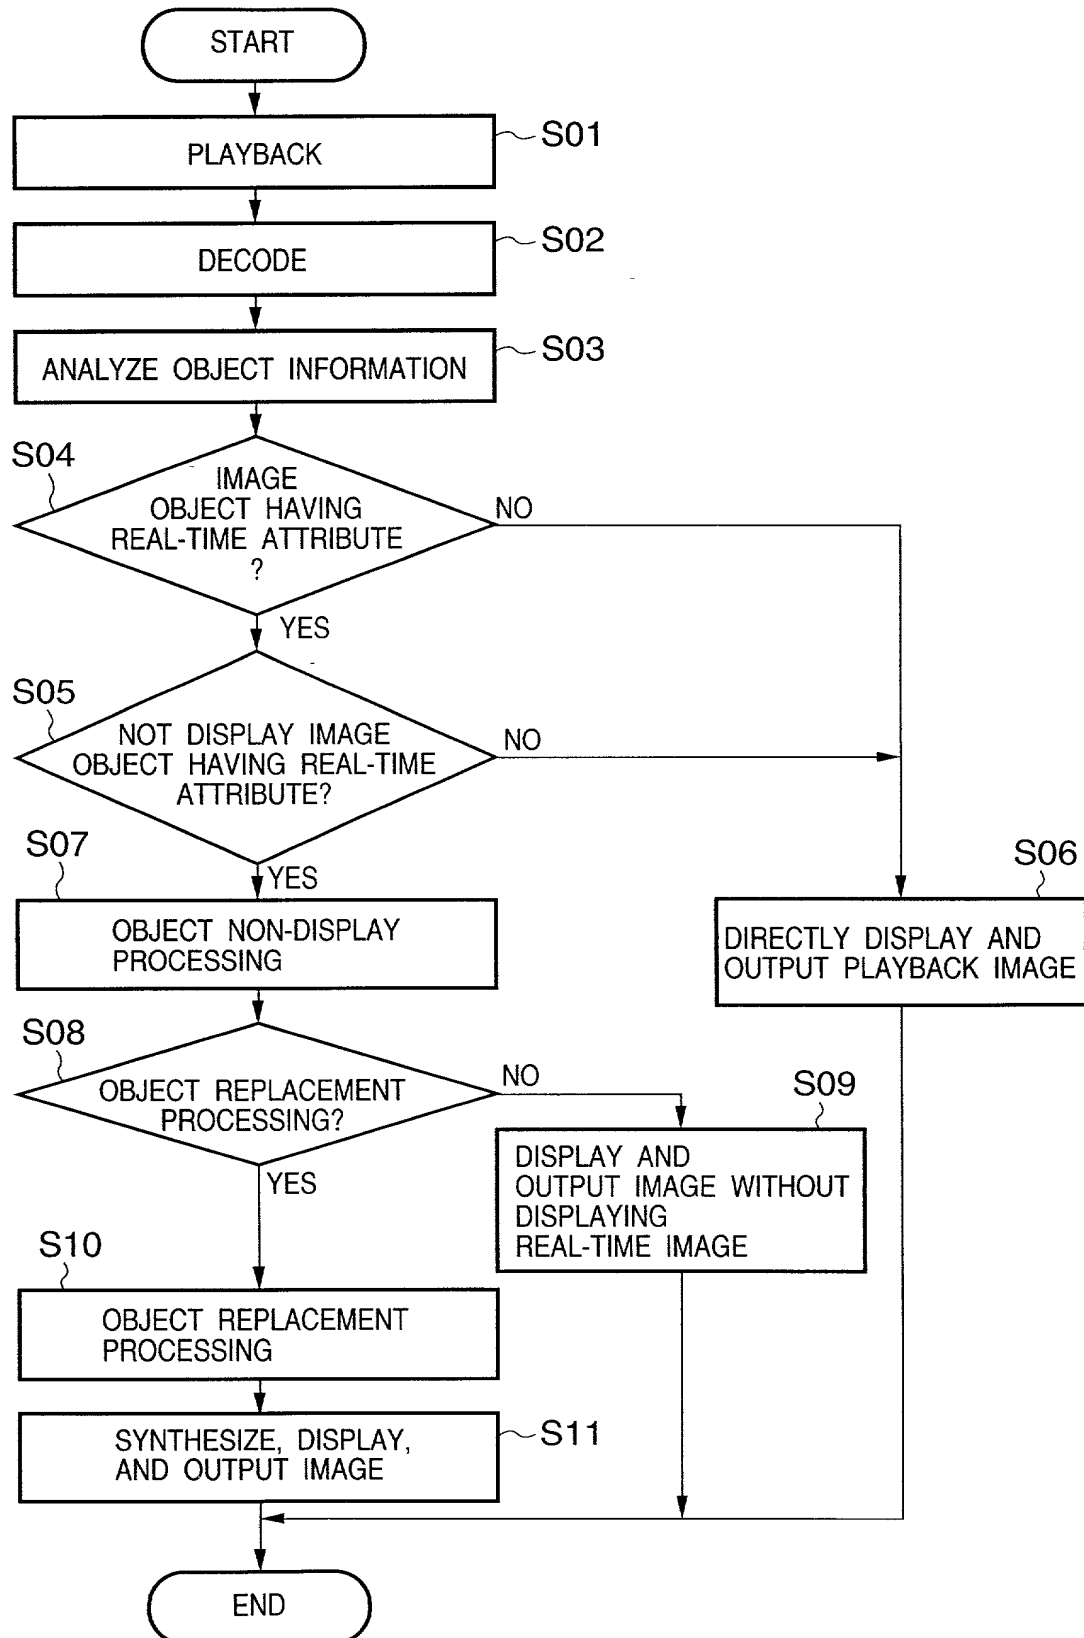 START
PLAYBACK
S01
DECODE
S02
ANALYZE OBJECT INFORMATION
S03
S04
IMAGE
OBJECT HAVING
REAL-TIME ATTRIBUTE
?
NO
YES
S05
NOT DISPLAY IMAGE
OBJECT HAVING REAL-TIME
ATTRIBUTE?
NO
YES
S07
OBJECT NON-DISPLAY
PROCESSING
S06
DIRECTLY DISPLAY AND
OUTPUT PLAYBACK IMAGE
S08
OBJECT REPLACEMENT
PROCESSING?
NO
YES
S09
DISPLAY AND
OUTPUT IMAGE WITHOUT
DISPLAYING
REAL-TIME IMAGE
S10
OBJECT REPLACEMENT
PROCESSING
SYNTHESIZE, DISPLAY,
AND OUTPUT IMAGE
S11
END